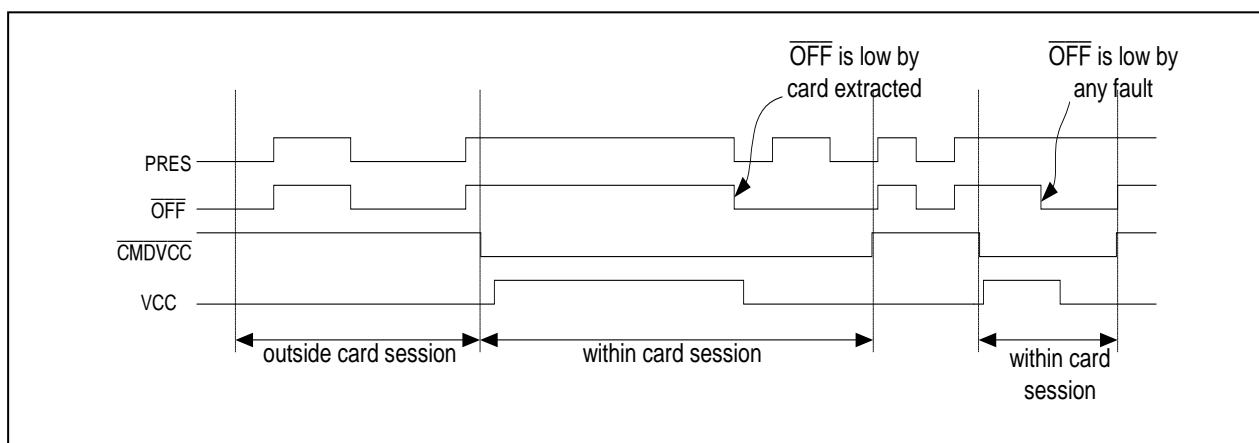 OFF is low by
card extracted
OFF is low by
any fault
PRES
OFF
CMDVCC
VCC
outside card session
within card session
within card
session